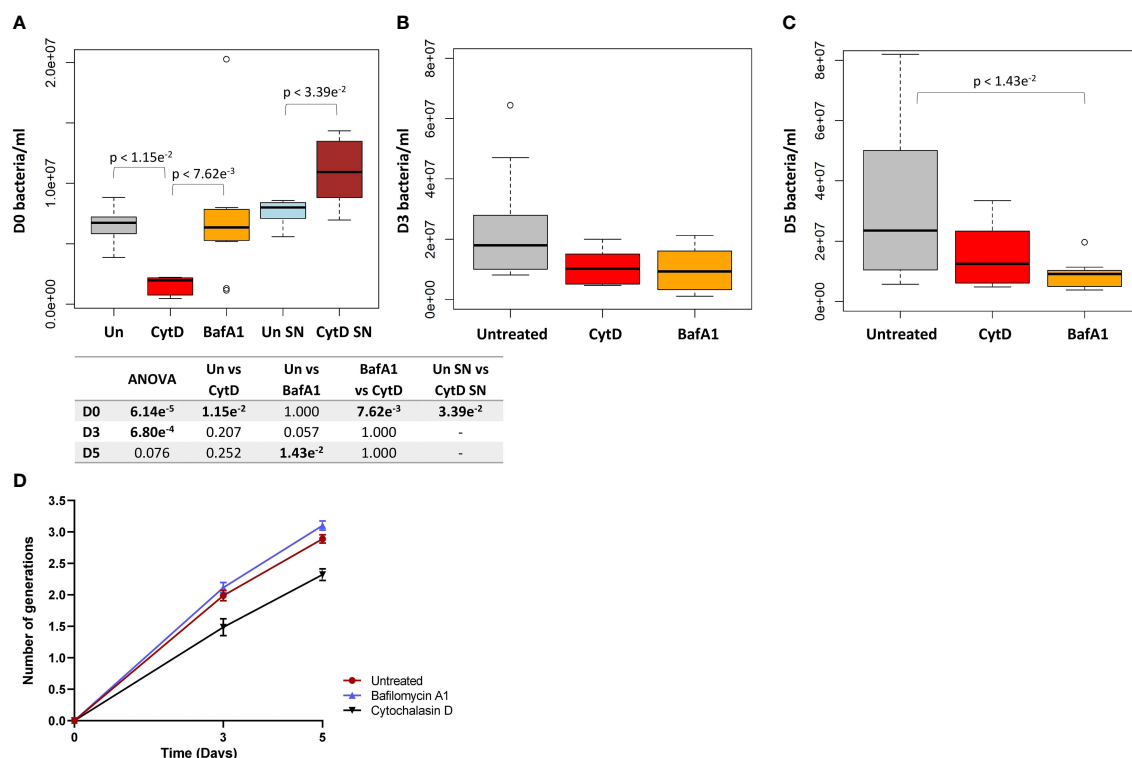 A
B
C
D0 bacteria/ml
0.0e+00
1.0e+07
2.0e+07
p < 1.15e-2
p < 7.62e-3
p < 3.39e-2
Un CytD BafA1 Un SN CytD SN
D3 bacteria/ml
0e+00
2e+07
4e+07
6e+07
8e+07
Untreated CytD BafA1
D5 bacteria/ml
0e+00
2e+07
4e+07
6e+07
8e+07
p < 1.43e-2
Untreated CytD BafA1
ANOVA Un vs CytD Un vs BafA1 BafA1 vs CytD Un SN vs CytD SN
D0 6.14e-5 1.15e-2 1.000 7.62e-3 3.39e-2
D3 6.80e-4 0.207 0.057 1.000 -
D5 0.076 0.252 1.43e-2 1.000 -
D
Number of generations
3.5
3.0
2.5
2.0
1.5
1.0
0.5
0.0
0 3 5
Time (Days)
Untreated
Bafilomycin A1
Cytochalasin D